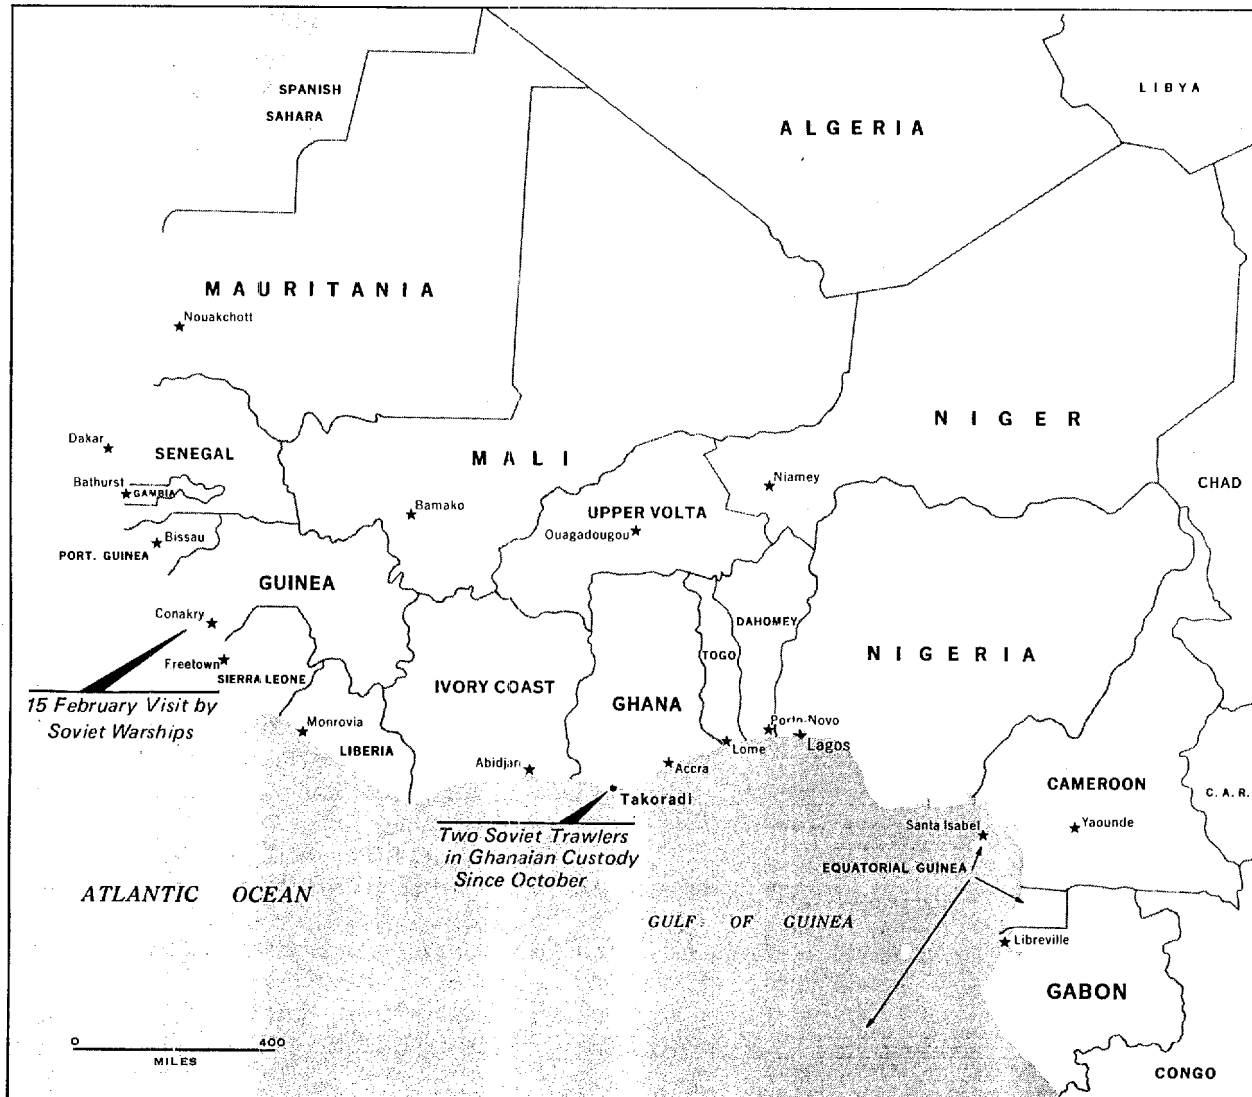 SPANISH
SAHARA
LIBYA
ALGERIA
MAURITANIA
Nouakchott
NIGER
Dakar
SENEGAL
MALI
Bathurst
GAMBIA
Niamey
CHAD
Bamako
UPPER VOLTA
Ouagadougou
Bissau
PORT. GUINEA
GUINEA
Conakry
DAHOMEY
TOGO
NIGERIA
Freetown
SIERRA LEONE
IVORY COAST
GHANA
15 February Visit by
Soviet Warships
Monrovia
LIBERIA
Porto-Novo
Lome
Lagos
Abidjan
Accra
CAMEROON
C. A. R.
Takoradi
Santa Isabel
Yaounde
Two Soviet Trawlers
in Ghanaian Custody
Since October
EQUATORIAL GUINEA
ATLANTIC OCEAN
GULF OF GUINEA
Libreville
GABON
0 400
MILES
CONGO